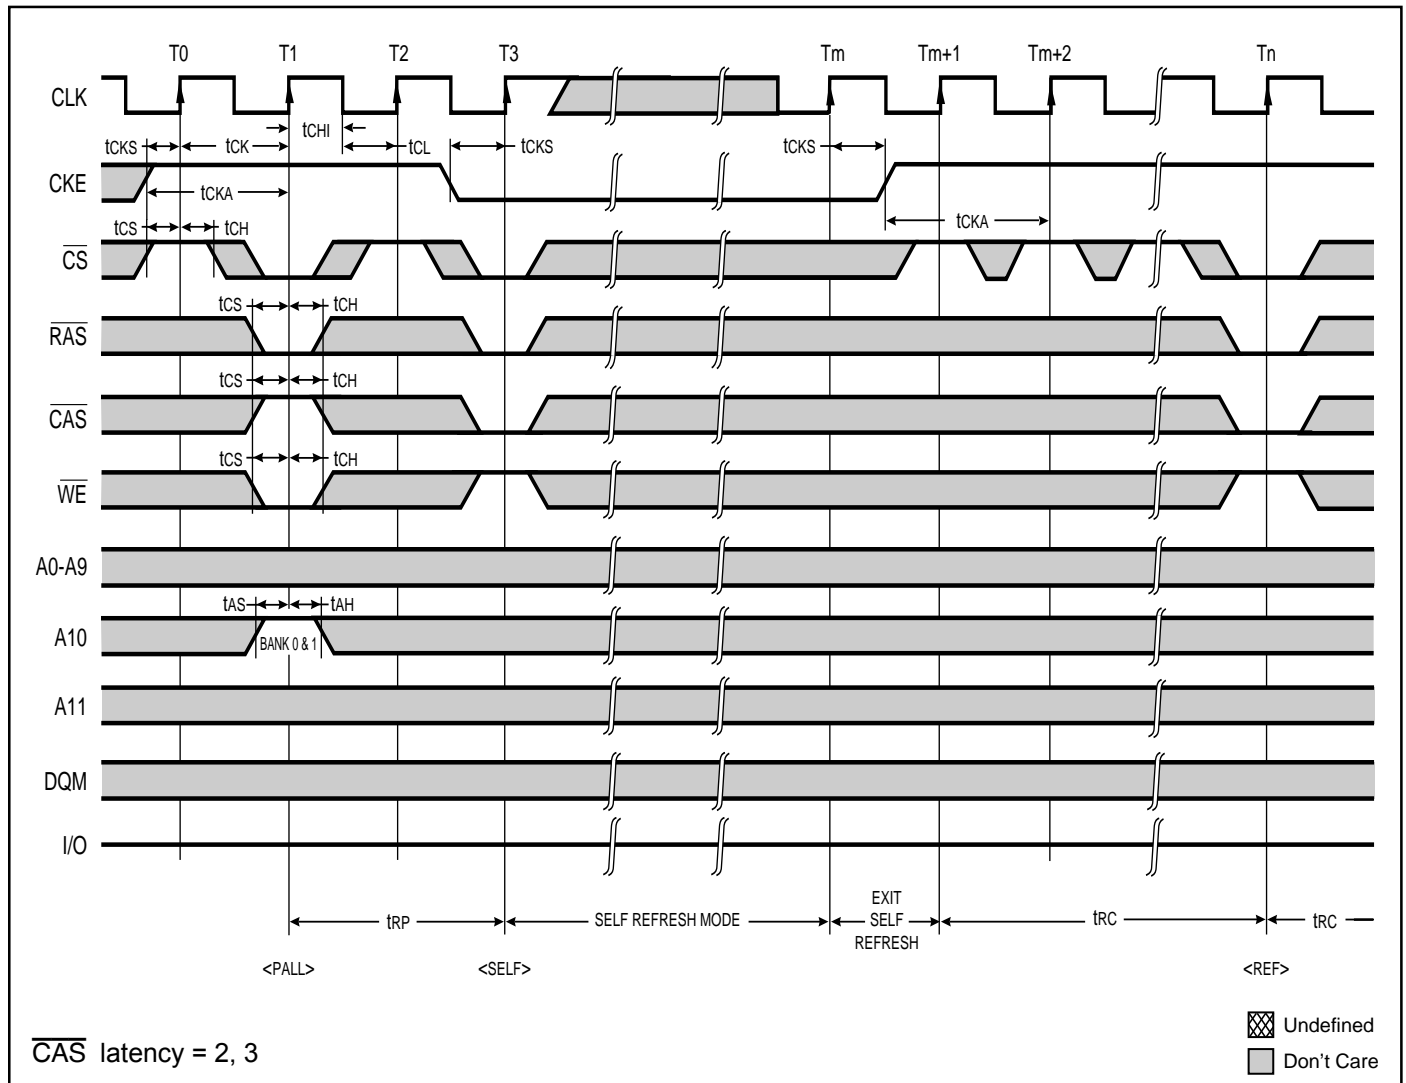 T0 T1 T2 T3 Tm Tm+1 Tm+2 Tn
CLK
tCHI
tCKS tCK tCL tCKS tCKS
CKE
tCKA
tCKA
tCS tCH
CS
tCS tCH
RAS
tCS tCH
CAS
tCS tCH
WE
A0-A9
tAS tAH
A10 BANK 0 & 1
A11
DQM
I/O
tRP SELF REFRESH MODE EXIT SELF REFRESH tRC tRC
<PALL> <SELF> <REF>
Undefined
CAS latency = 2, 3
Don't Care